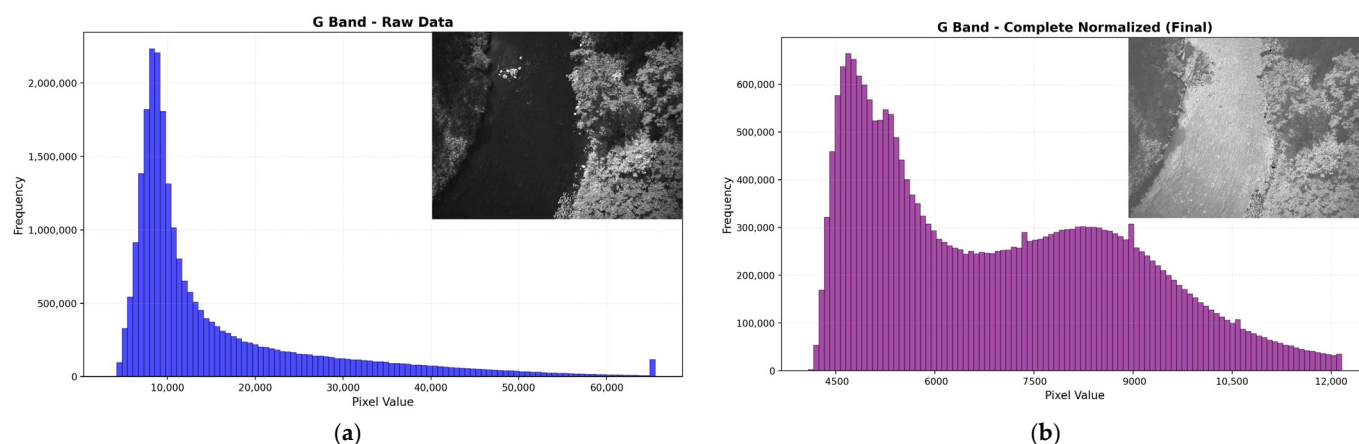 G Band - Raw Data
2,000,000
1,500,000
1,000,000
500,000
0
Frequency
10,000 20,000 30,000 40,000 50,000 60,000
Pixel Value
(a)
G Band - Complete Normalized (Final)
600,000
500,000
400,000
300,000
200,000
100,000
0
Frequency
4500 6000 7500 9000 10,500 12,000
Pixel Value
(b)